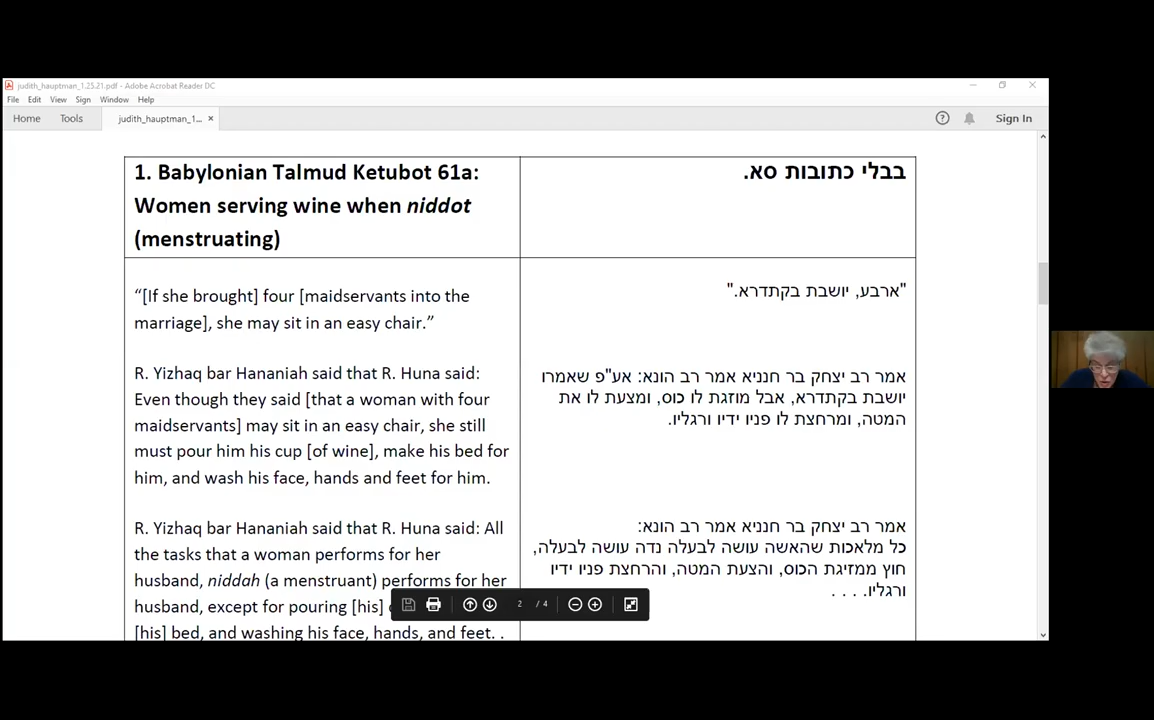 judith_hauptman_1.25.21.pdf - Adobe Acrobat Reader DC
File Edit View Sign Window Help
Home Tools judith_hauptman_1... × Sign In
1. Babylonian Talmud Ketubot 61a:
Women serving wine when niddot
(menstruating)
בבלי כתובות סא.
“[If she brought] four [maidservants into the
marriage], she may sit in an easy chair.”
"ארבע, יושבת בקתדרא."
R. Yizhaq bar Hananiah said that R. Huna said:
Even though they said [that a woman with four
maidservants] may sit in an easy chair, she still
must pour him his cup [of wine], make his bed for
him, and wash his face, hands and feet for him.
אמר רב יצחק בר חנניא אמר רב הונא: אע"פ שאמרו
יושבת בקתדרא, אבל מוזגת לו כוס, ומצעת לו את
המטה, ומרחצת לו פניו ידיו ורגליו.
R. Yizhaq bar Hananiah said that R. Huna said: All
the tasks that a woman performs for her
husband, niddah (a menstruant) performs for her
husband, except for pouring [his]
[his] bed, and washing his face, hands, and feet. .
אמר רב יצחק בר חנניא אמר רב הונא:
כל מלאכות שהאשה עושה לבעלה נדה עושה לבעלה,
חוץ ממזיגת הכוס, והצעת המטה, והרחצת פניו ידיו
ורגליו. . . .
2 / 4